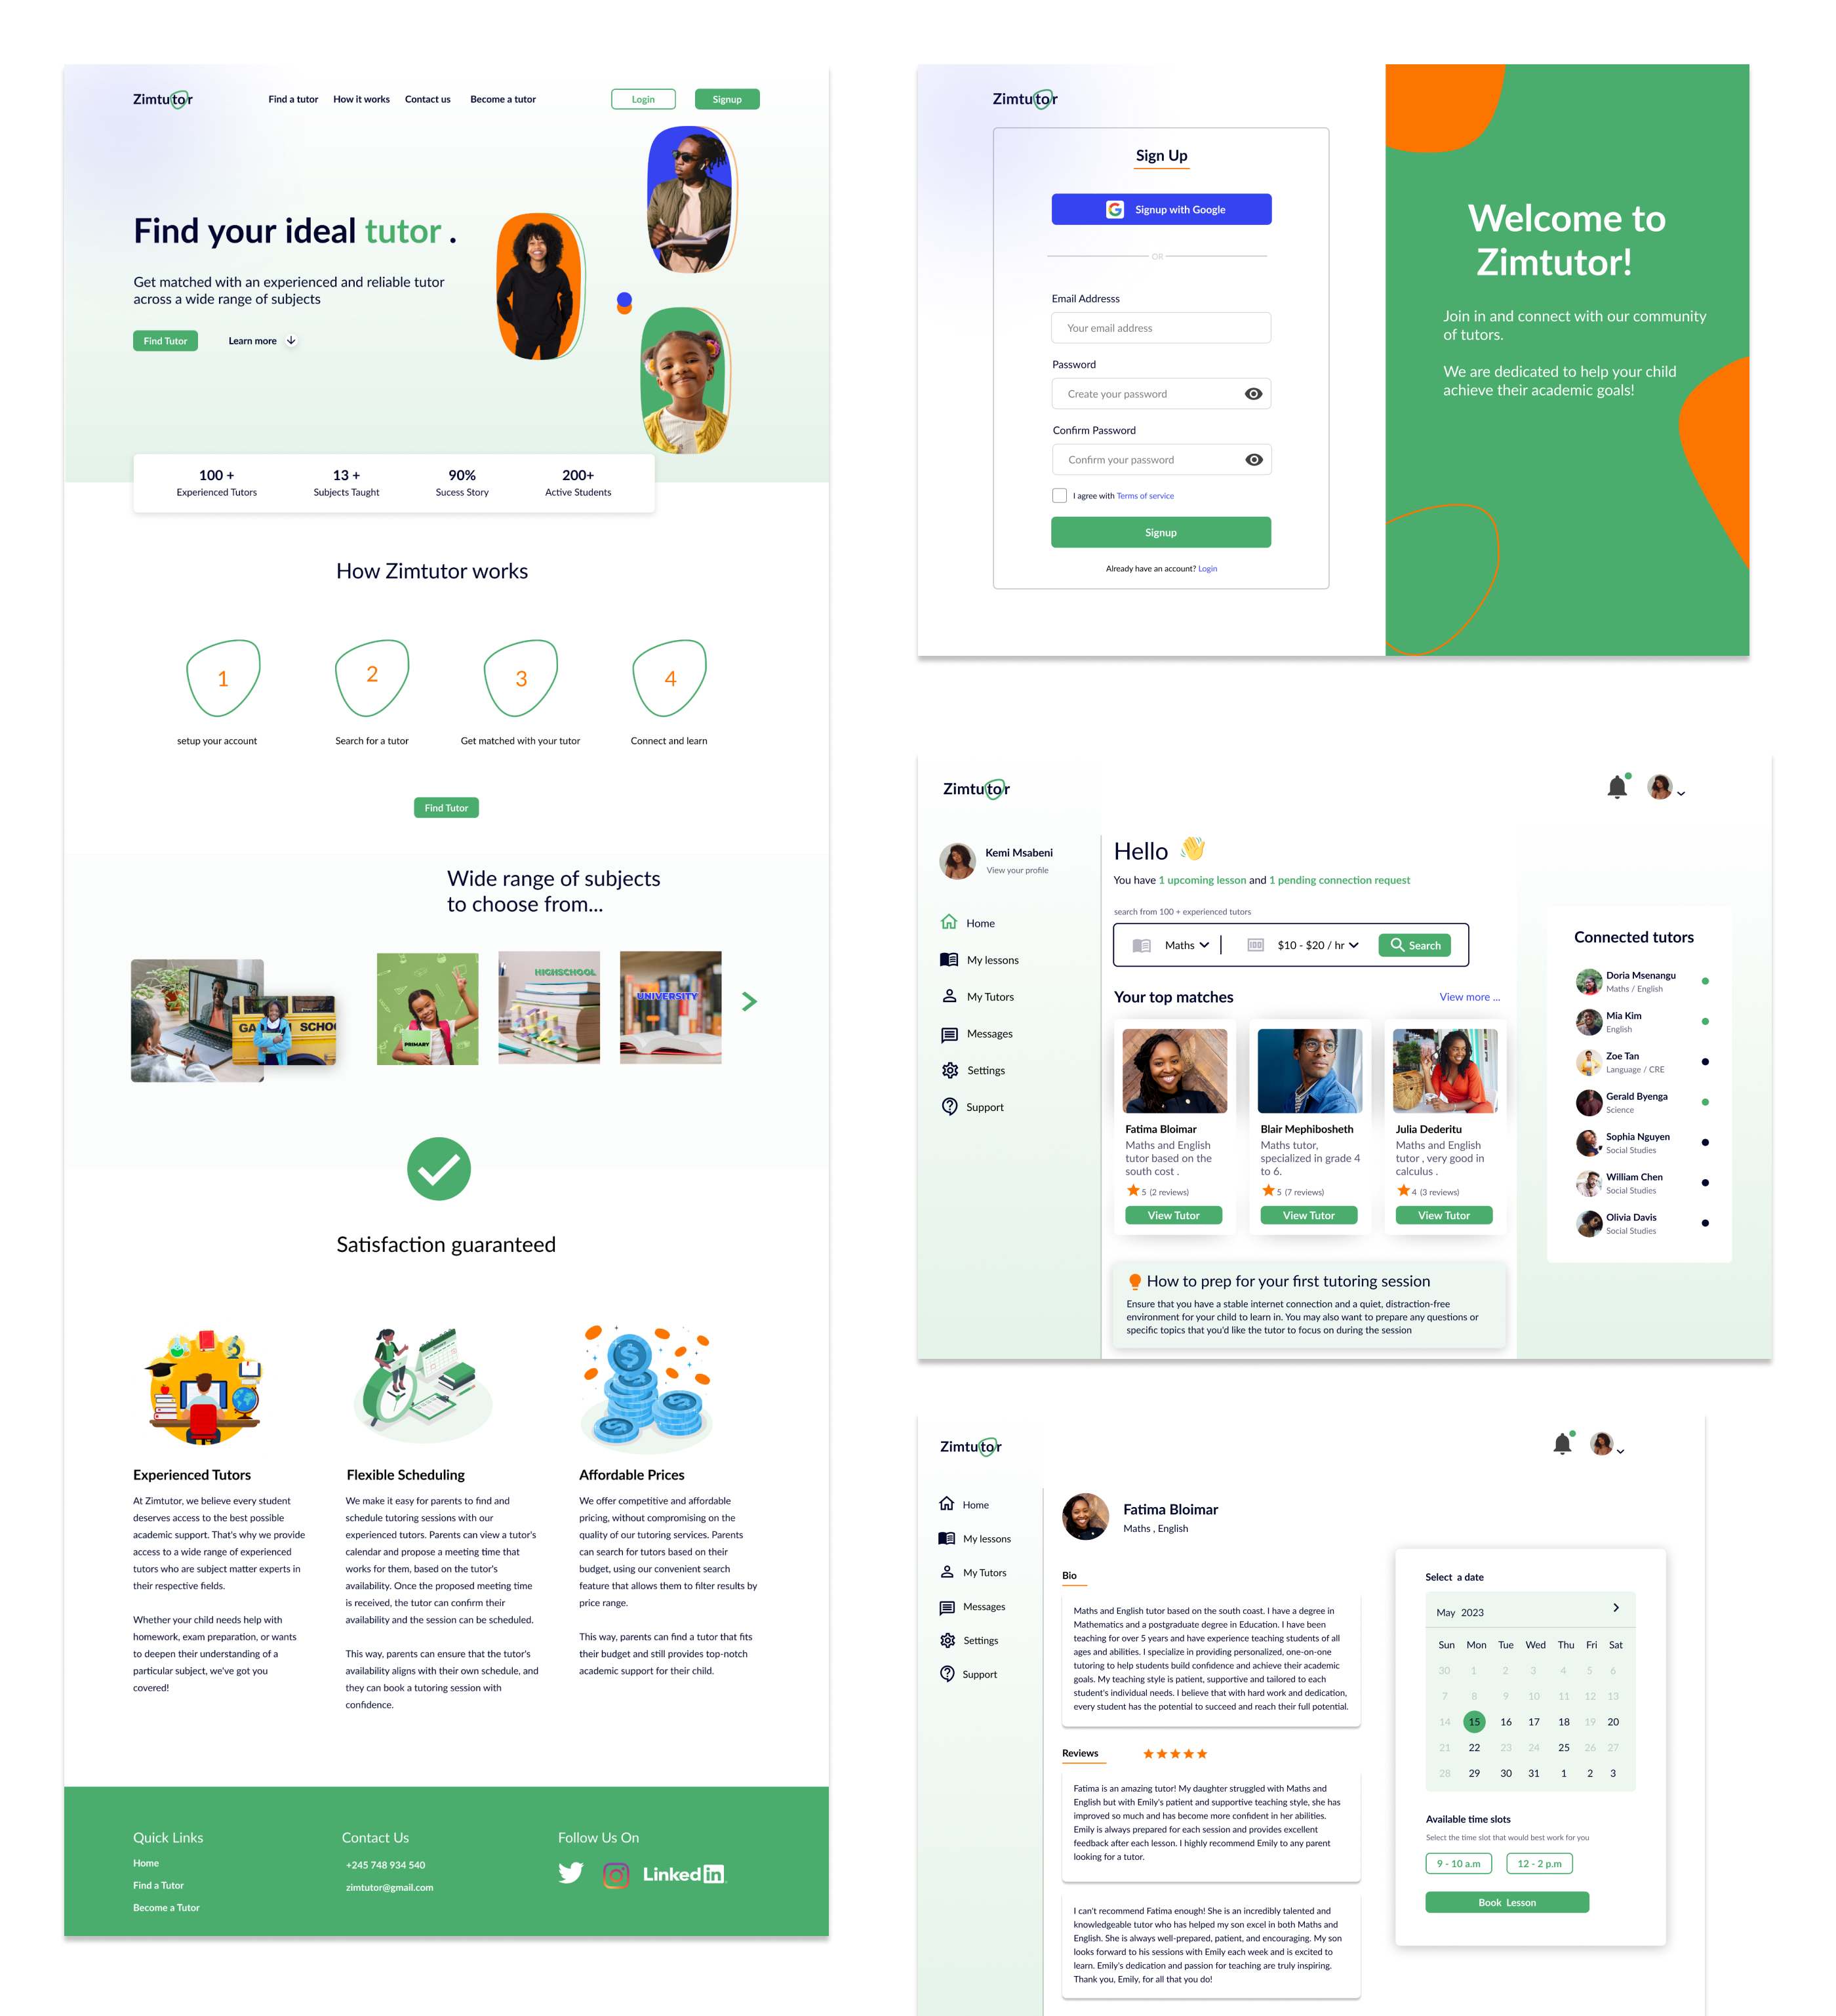 Zimtutor
Find a tutor
How it works
Contact us
Become a tutor
Login
Signup
Find your ideal tutor .
Get matched with an experienced and reliable tutor
across a wide range of subjects
Find Tutor
Learn more
100 +
Experienced Tutors
13 +
Subjects Taught
90%
Sucess Story
200+
Active Students
How Zimtutor works
1
2
3
4
setup your account
Search for a tutor
Get matched with your tutor
Connect and learn
Find Tutor
Wide range of subjects
to choose from...
GA
SCHOO
PRIMARY
HIGHSCHOOL
UNIVERSITY
Satisfaction guaranteed
Experienced Tutors
At Zimtutor, we believe every student
deserves access to the best possible
academic support. That's why we provide
access to a wide range of experienced
tutors who are subject matter experts in
their respective fields.
Whether your child needs help with
homework, exam preparation, or wants
to deepen their understanding of a
particular subject, we've got you
covered!
Flexible Scheduling
We make it easy for parents to find and
schedule tutoring sessions with our
experienced tutors. Parents can view a tutor's
calendar and propose a meeting time that
works for them, based on the tutor's
availability. Once the proposed meeting time
is received, the tutor can confirm their
availability and the session can be scheduled.
This way, parents can ensure that the tutor's
availability aligns with their own schedule, and
they can book a tutoring session with
confidence.
Affordable Prices
We offer competitive and affordable
pricing, without compromising on the
quality of our tutoring services. Parents
can search for tutors based on their
budget, using our convenient search
feature that allows them to filter results by
price range.
This way, parents can find a tutor that fits
their budget and still provides top-notch
academic support for their child.
Quick Links
Home
Find a Tutor
Become a Tutor
Contact Us
+245 748 934 540
zimtutor@gmail.com
Follow Us On
Linked in
Zimtutor
Sign Up
Signup with Google
OR
Email Addresss
Your email address
Password
Create your password
Confirm Password
Confirm your password
I agree with Terms of service
Signup
Already have an account? Login
Welcome to
Zimtutor!
Join in and connect with our community
of tutors.
We are dedicated to help your child
achieve their academic goals!
Zimtutor
Kemi Msabeni
View your profile
Home
My lessons
My Tutors
Messages
Settings
Support
Hello
You have 1 upcoming lesson and 1 pending connection request
search from 100 + experienced tutors
Maths
$10 - $20 / hr
Search
Your top matches
View more ...
Fatima Bloimar
Maths and English
tutor based on the
south cost .
5 (2 reviews)
View Tutor
Blair Mephibosheth
Maths tutor,
specialized in grade 4
to 6.
5 (7 reviews)
View Tutor
Julia Dederitu
Maths and English
tutor , very good in
calculus .
4 (3 reviews)
View Tutor
How to prep for your first tutoring session
Ensure that you have a stable internet connection and a quiet, distraction-free
environment for your child to learn in. You may also want to prepare any questions or
specific topics that you'd like the tutor to focus on during the session
Connected tutors
Doria Msenangu
Maths / English
Mia Kim
English
Zoe Tan
Language / CRE
Gerald Byenga
Science
Sophia Nguyen
Social Studies
William Chen
Social Studies
Olivia Davis
Social Studies
Zimtutor
Home
My lessons
My Tutors
Messages
Settings
Support
Fatima Bloimar
Maths , English
Bio
Maths and English tutor based on the south coast. I have a degree in
Mathematics and a postgraduate degree in Education. I have been
teaching for over 5 years and have experience teaching students of all
ages and abilities. I specialize in providing personalized, one-on-one
tutoring to help students build confidence and achieve their academic
goals. My teaching style is patient, supportive and tailored to each
student's individual needs. I believe that with hard work and dedication,
every student has the potential to succeed and reach their full potential.
Reviews
Fatima is an amazing tutor! My daughter struggled with Maths and
English but with Emily's patient and supportive teaching style, she has
improved so much and has become more confident in her abilities.
Emily is always prepared for each session and provides excellent
feedback after each lesson. I highly recommend Emily to any parent
looking for a tutor.
I can't recommend Fatima enough! She is an incredibly talented and
knowledgeable tutor who has helped my son excel in both Maths and
English. She is always well-prepared, patient, and encouraging. My son
looks forward to his sessions with Emily each week and is excited to
learn. Emily's dedication and passion for teaching are truly inspiring.
Thank you, Emily, for all that you do!
Select a date
May 2023
Sun Mon Tue Wed Thu Fri Sat
30 1 2 3 4 5 6
7 8 9 10 11 12 13
14 15 16 17 18 19 20
21 22 23 24 25 26 27
28 29 30 31 1 2 3
Available time slots
Select the time slot that would best work for you
9 - 10 a.m
12 - 2 p.m
Book Lesson